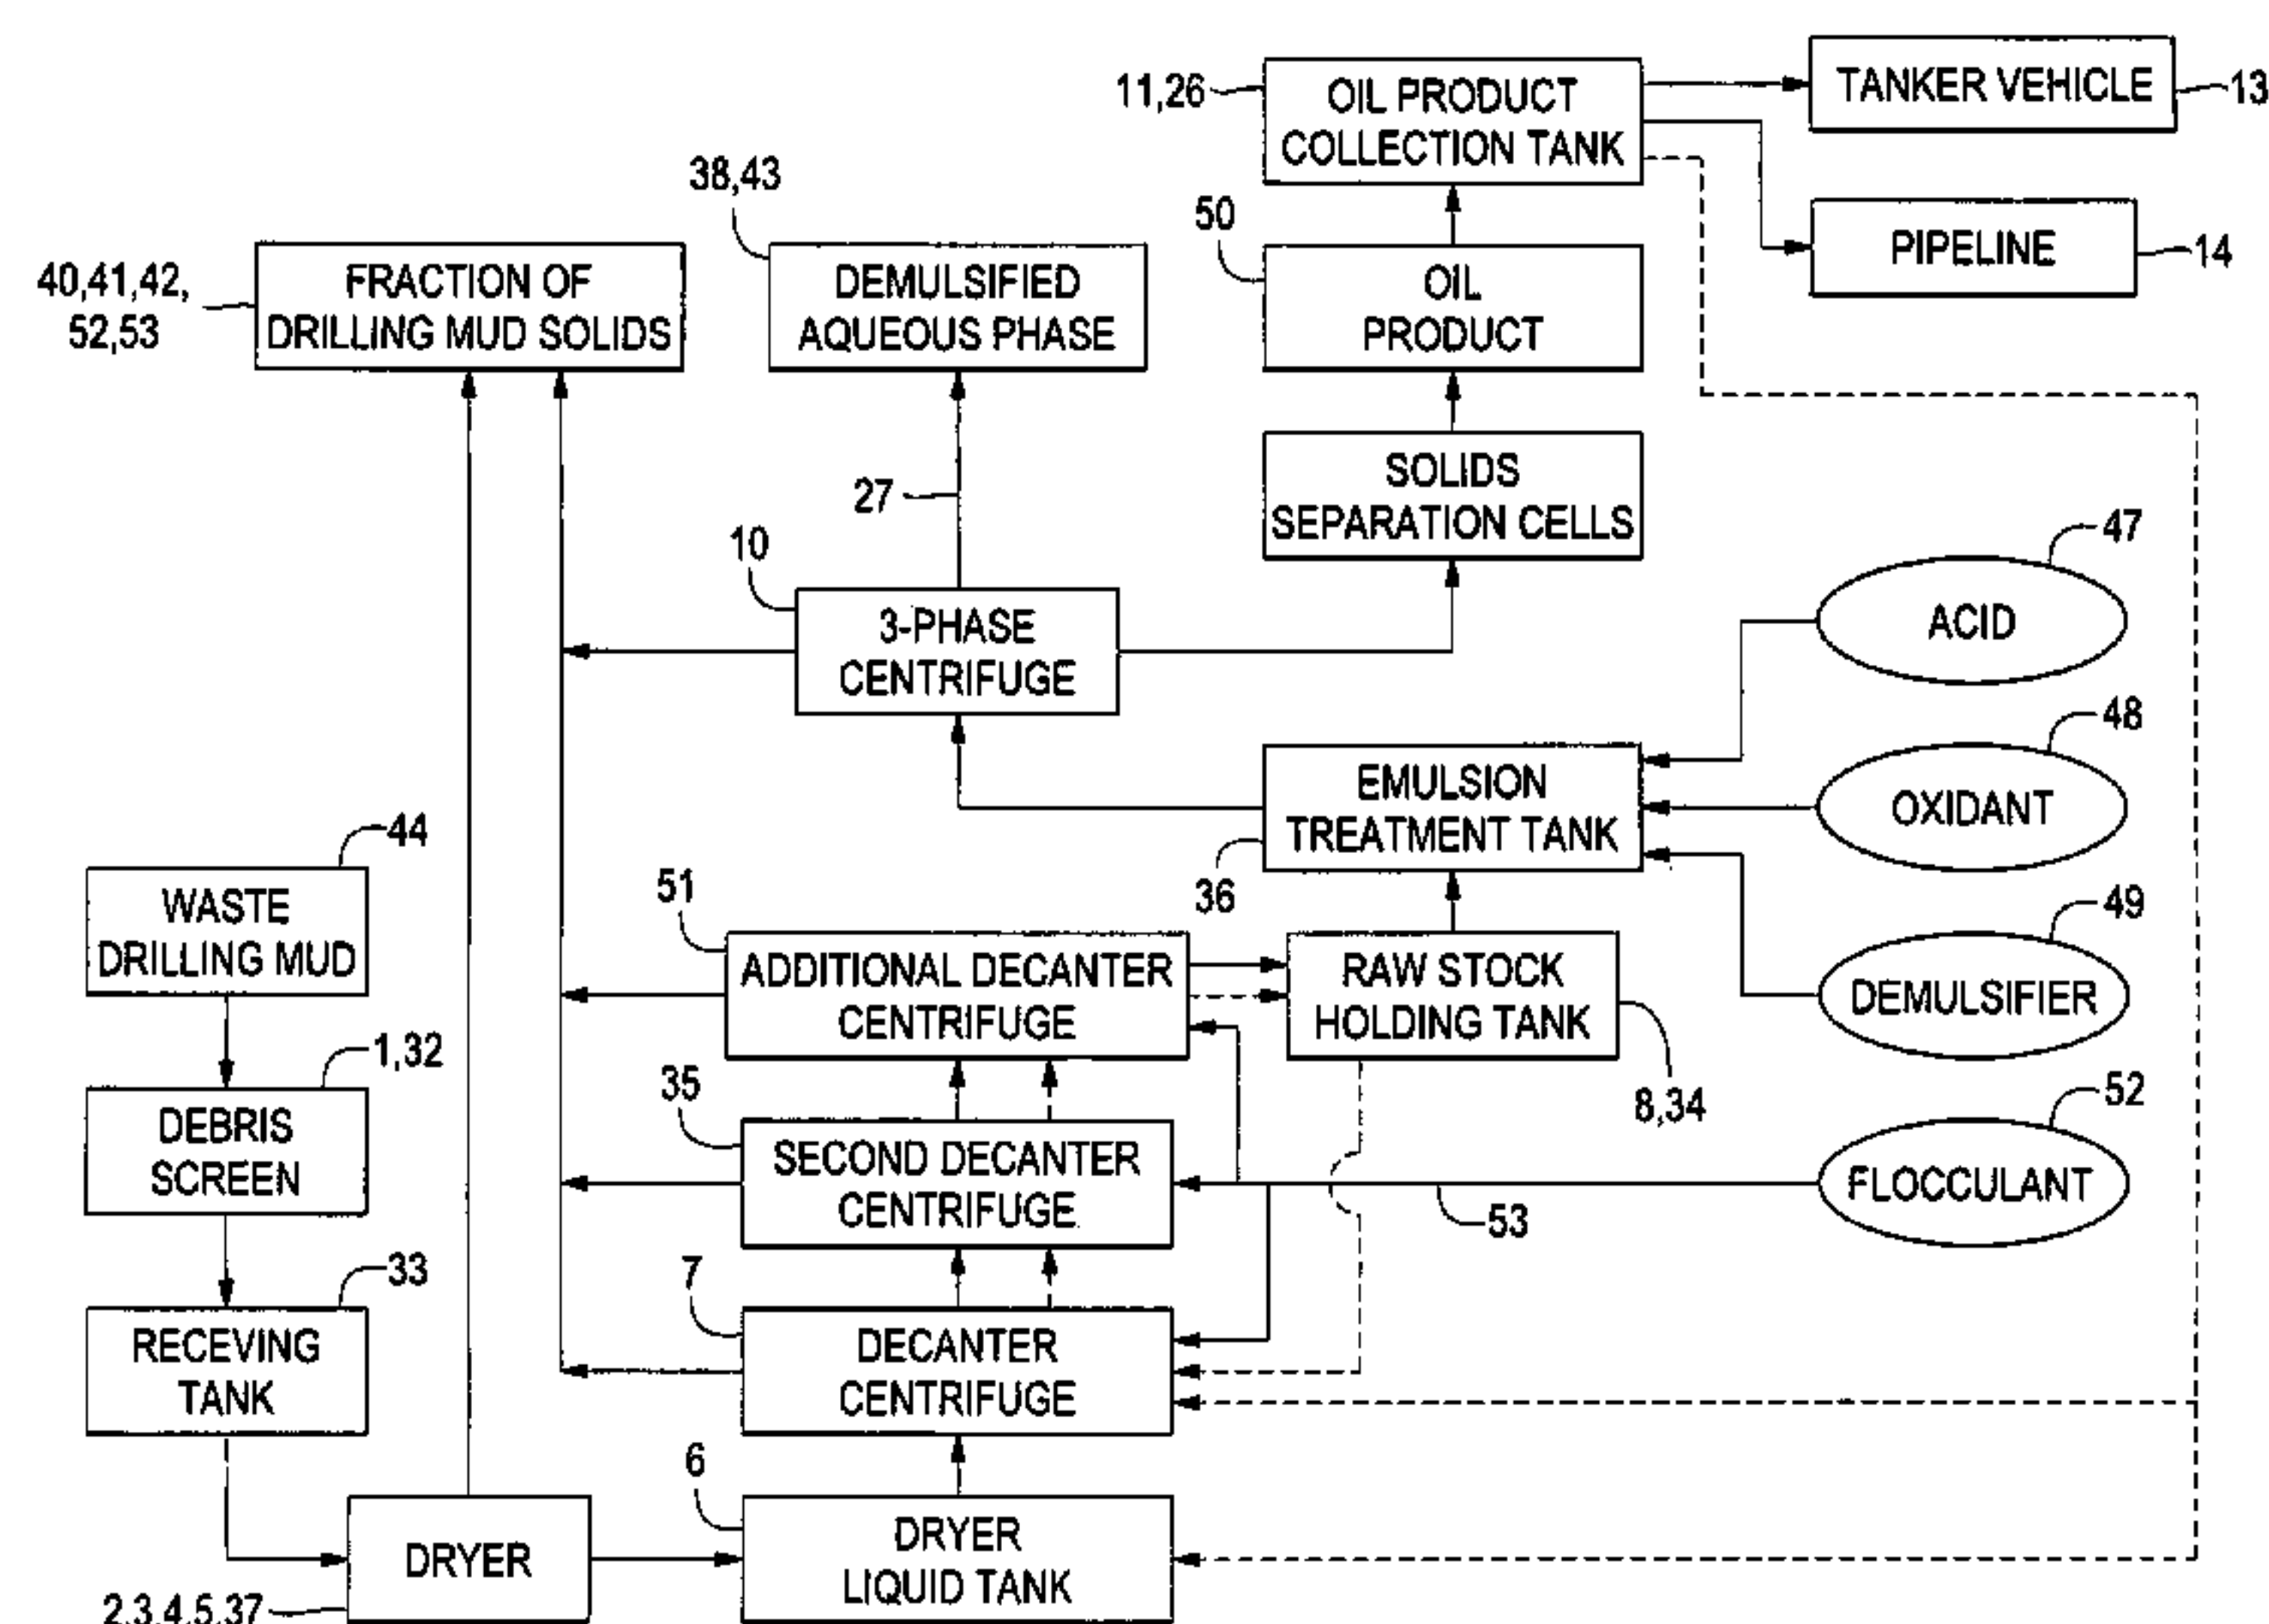 11,26
OIL PRODUCT
COLLECTION TANK
TANKER VEHICLE
13
PIPELINE
14
40,41,42,
52,53
FRACTION OF
DRILLING MUD SOLIDS
38,43
DEMULSIFIED
AQUEOUS PHASE
50
OIL
PRODUCT
27
SOLIDS
SEPARATION CELLS
10
3-PHASE
CENTRIFUGE
47
ACID
48
OXIDANT
EMULSION
TREATMENT TANK
36
49
DEMULSIFIER
44
WASTE
DRILLING MUD
51
ADDITIONAL DECANTER
CENTRIFUGE
RAW STOCK
HOLDING TANK
8,34
1,32
DEBRIS
SCREEN
35
SECOND DECANTER
CENTRIFUGE
52
FLOCCULANT
53
33
RECEVING
TANK
7
DECANTER
CENTRIFUGE
6
DRYER
LIQUID TANK
DRYER
2,3,4,5,37